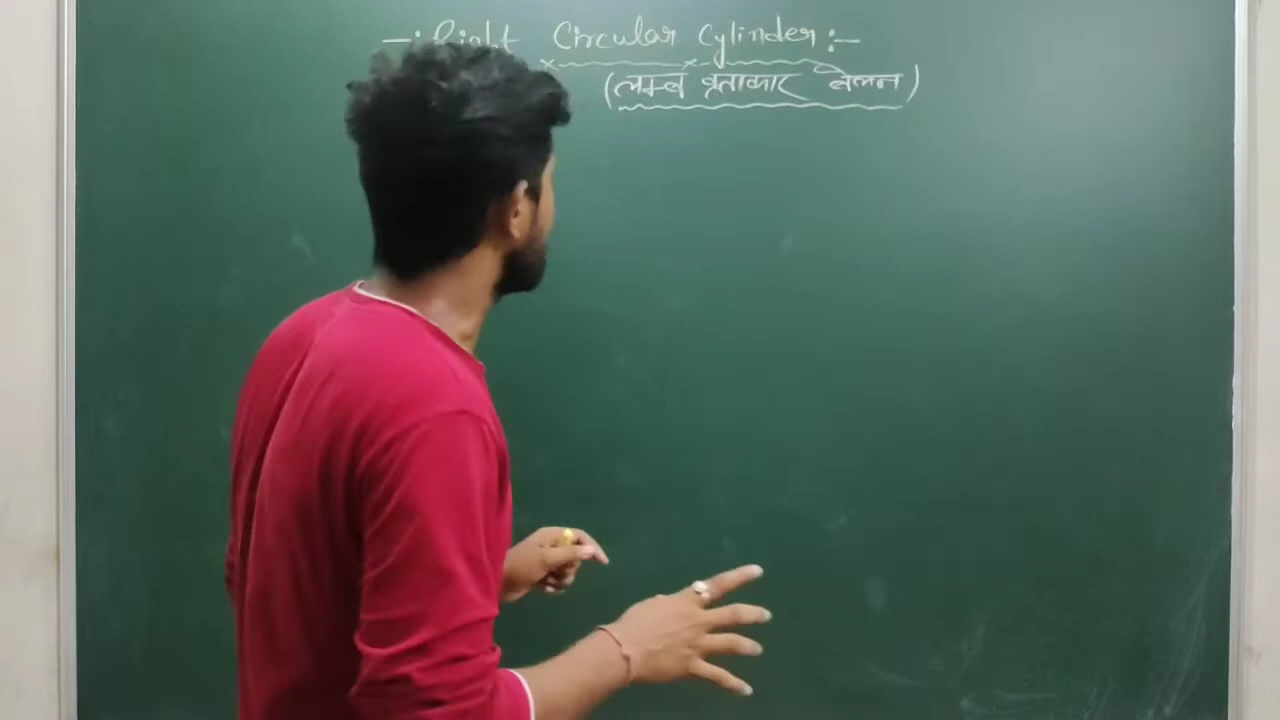 -: Right Circular Cylinder :-
(लम्ब वृताकार बेलन)